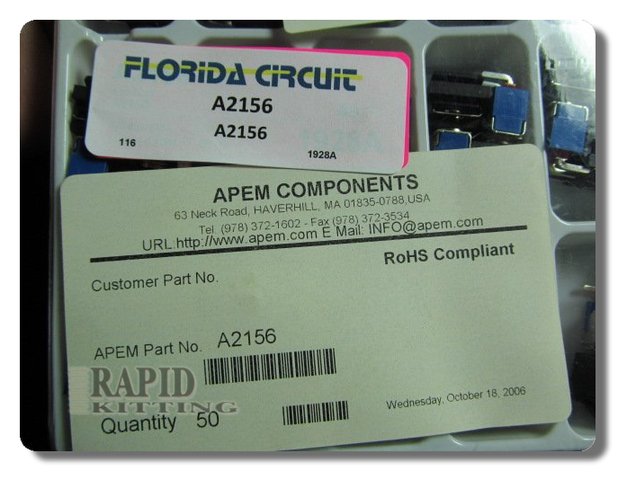 FLORIDA CIRCUIT
A2156
A2156
116 1928A
APEM COMPONENTS
63 Neck Road, HAVERHILL, MA 01835-0788,USA
Tel. (978) 372-1602 - Fax (978) 372-3534
URL:http://www.apem.com E Mail: INFO@apem.com
RoHS Compliant
Customer Part No.
APEM Part No. A2156
RAPID
KITTING
Quantity 50
Wednesday, October 18, 2006